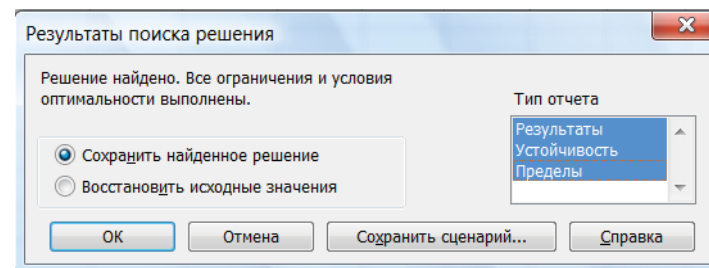 Результаты поиска решения
Решение найдено. Все ограничения и условия
оптимальности выполнены.
Тип отчета
Результаты
Устойчивость
Пределы
Сохранить найденное решение
Восстановить исходные значения
ОК
Отмена
Сохранить сценарий...
Справка